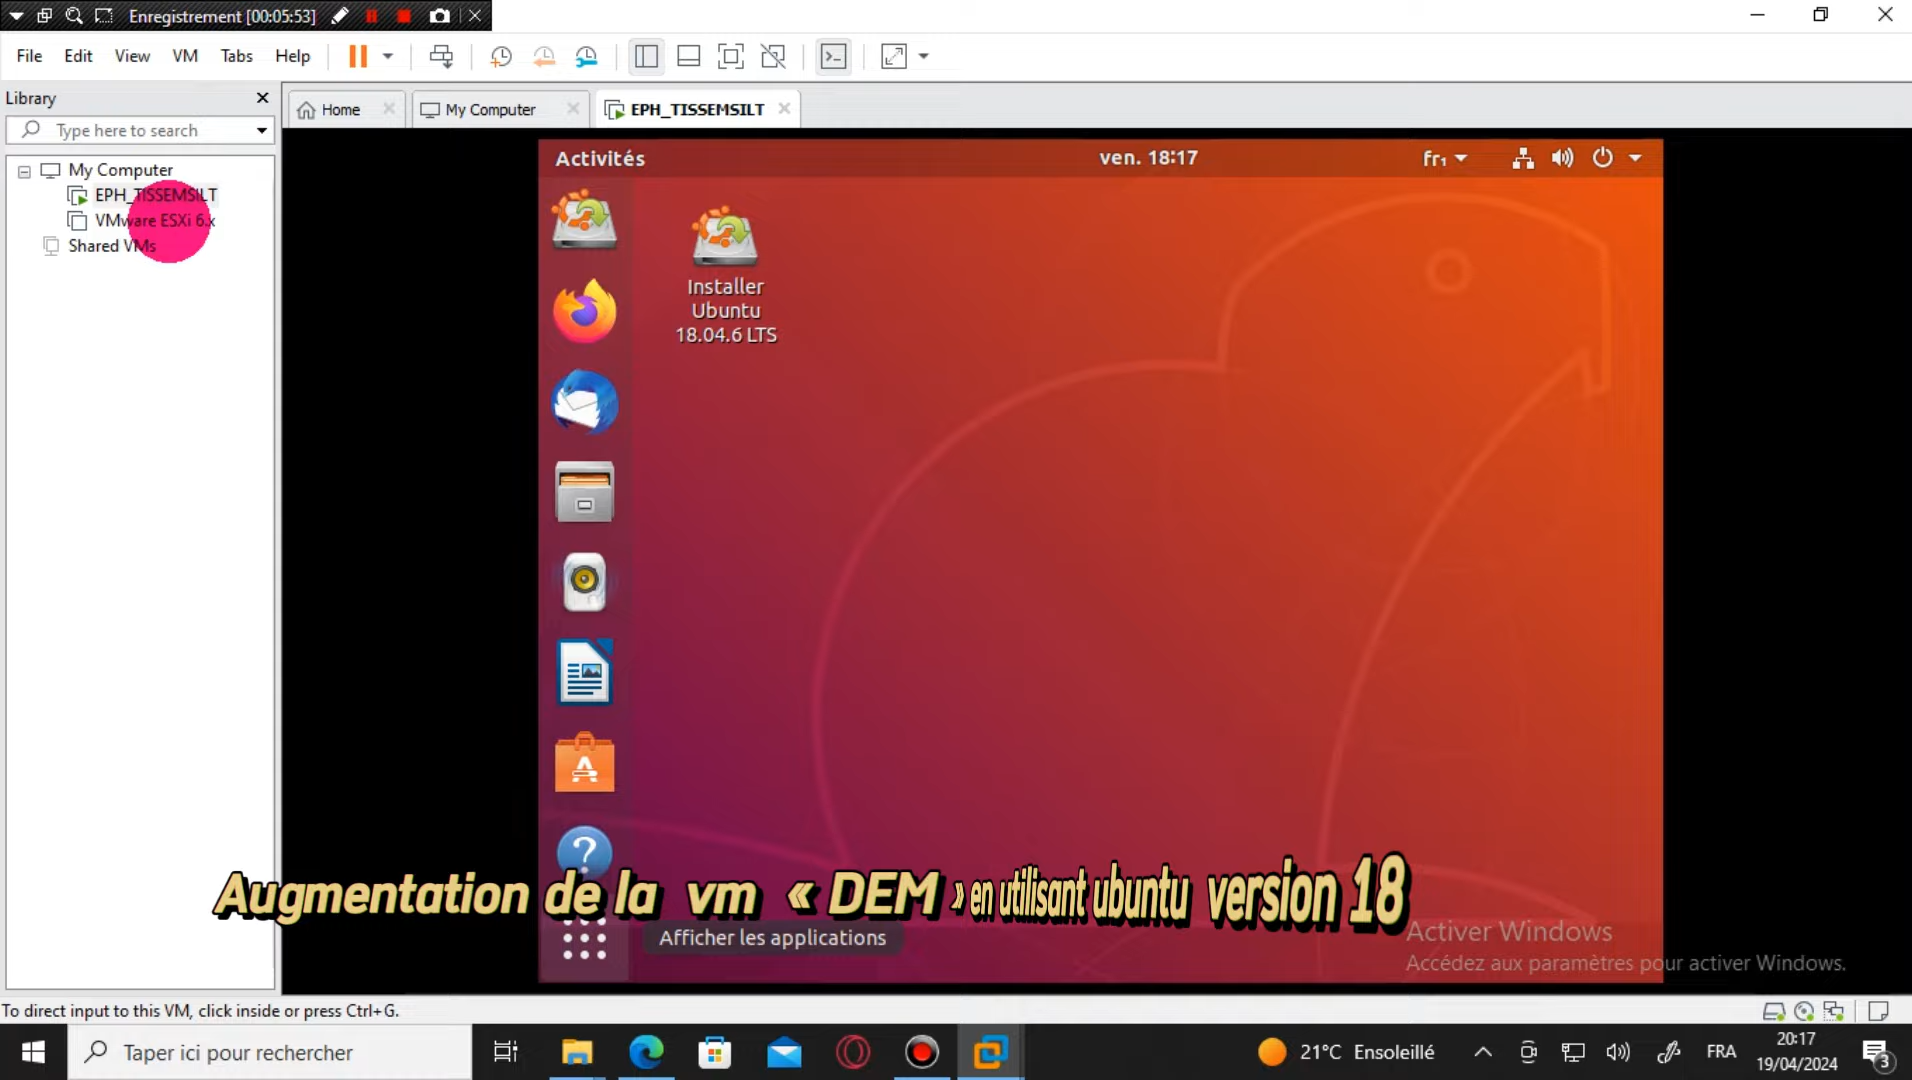 Enregistrement [00:05:53]
File Edit View VM Tabs Help
Library
Home
My Computer
EPH_TISSEMSILT
Type here to search
My Computer
EPH_TISSEMSILT
VMware ESXi 6.x
Shared VMs
Activités
ven. 18:17
fr₁
Installer
Ubuntu
18.04.6 LTS
Augmentation de la vm « DEM » en utilisant ubuntu version 18
Afficher les applications
Activer Windows
Accédez aux paramètres pour activer Windows.
To direct input to this VM, click inside or press Ctrl+G.
Taper ici pour rechercher
21°C Ensoleillé
FRA
20:17
19/04/2024
3